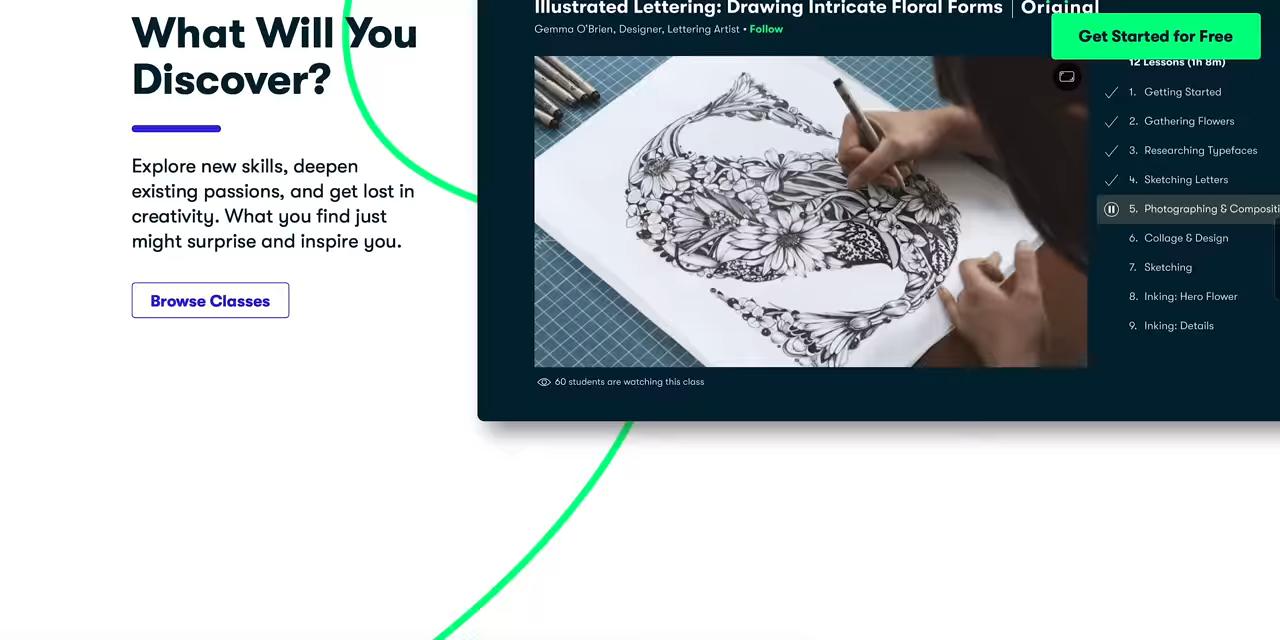 What Will You
Discover?
Explore new skills, deepen
existing passions, and get lost in
creativity. What you find just
might surprise and inspire you.
Browse Classes
Illustrated Lettering: Drawing Intricate Floral Forms | Original
Gemma O'Brien, Designer, Lettering Artist • Follow
Get Started for Free
12 Lessons (1h 8m)
1. Getting Started
2. Gathering Flowers
3. Researching Typefaces
4. Sketching Letters
5. Photographing & Compositi
6. Collage & Design
7. Sketching
8. Inking: Hero Flower
9. Inking: Details
60 students are watching this class